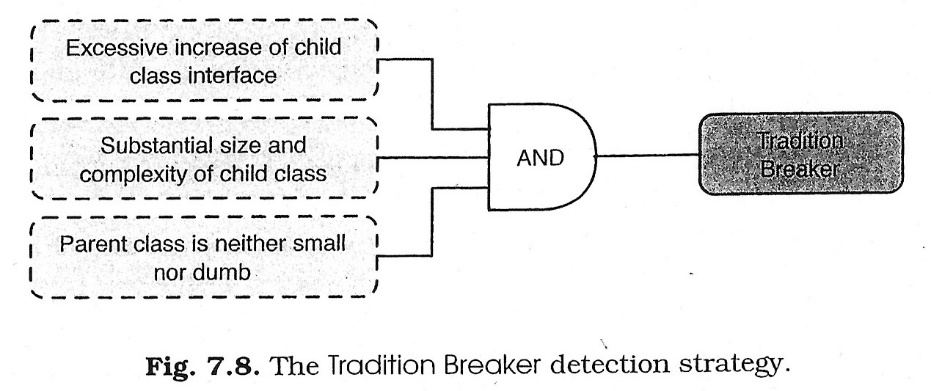 Excessive increase of child
class interface
Substantial size and
complexity of child class
Parent class is neither small
nor dumb
AND
Tradition
Breaker
Fig. 7.8. The Tradition Breaker detection strategy.